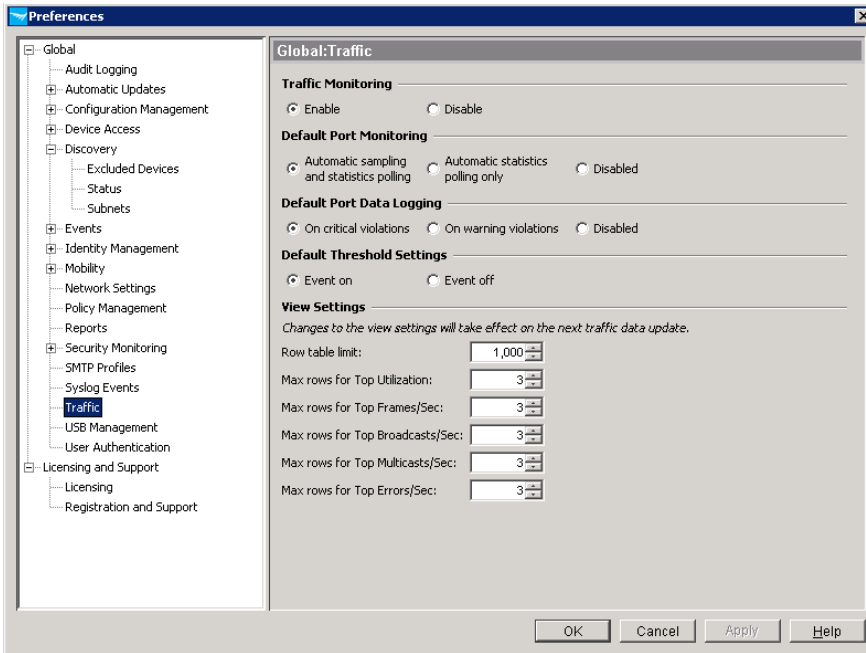 Preferences
Global
Audit Logging
Automatic Updates
Configuration Management
Device Access
Discovery
Excluded Devices
Status
Subnets
Events
Identity Management
Mobility
Network Settings
Policy Management
Reports
Security Monitoring
SMTP Profiles
Syslog Events
Traffic
USB Management
User Authentication
Licensing and Support
Licensing
Registration and Support
Global:Traffic
Traffic Monitoring
Enable Disable
Default Port Monitoring
Automatic sampling and statistics polling
Automatic statistics polling only
Disabled
Default Port Data Logging
On critical violations On warning violations Disabled
Default Threshold Settings
Event on Event off
View Settings
Changes to the view settings will take effect on the next traffic data update.
Row table limit: 1,000
Max rows for Top Utilization: 3
Max rows for Top Frames/Sec: 3
Max rows for Top Broadcasts/Sec: 3
Max rows for Top Multicasts/Sec: 3
Max rows for Top Errors/Sec: 3
OK Cancel Apply Help